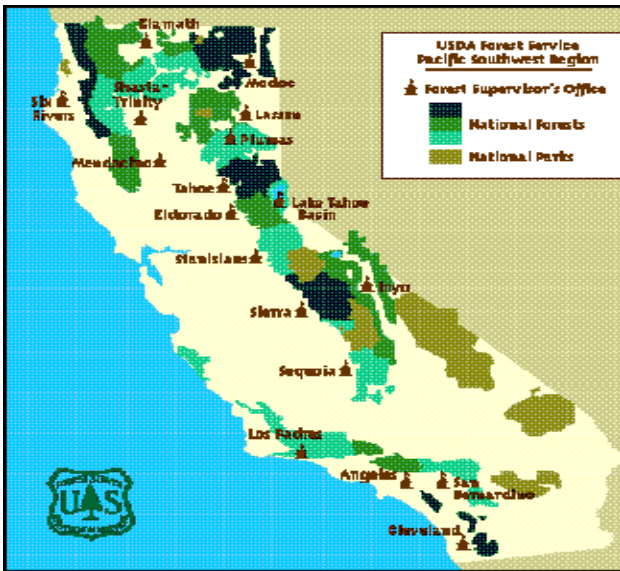 Klamath
USDA Forest Service
Pacific Southwest Region
Forest Supervisor's Office
National Forests
National Parks
Modoc
Shasta-
Trinity
Six
Rivers
Lassen
Plumas
Mendocino
Tahoe
Lake Tahoe
Basin
Eldorado
Stanislaus
Inyo
Sierra
Sequoia
Los Padres
Angeles
San
Bernardino
Cleveland
U S